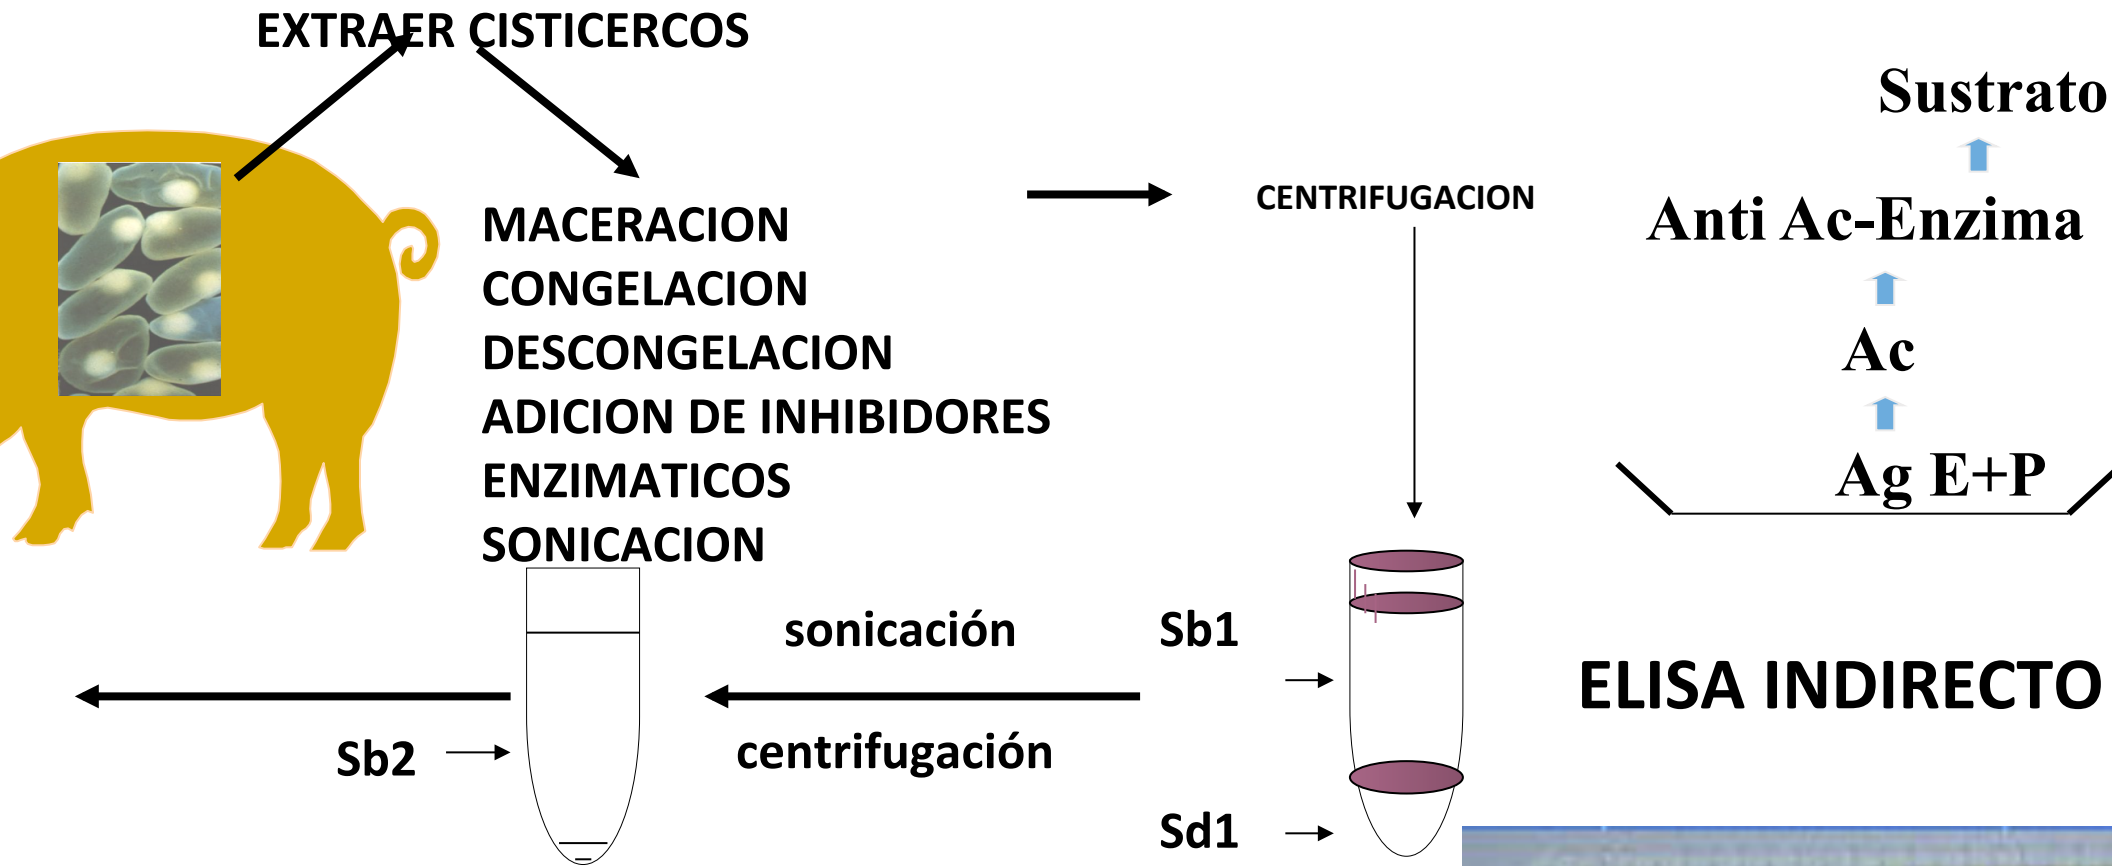 EXTRAER CISTICERCOS
MACERACION
CONGELACION
DESCONGELACION
ADICION DE INHIBIDORES
ENZIMATICOS
SONICACION
CENTRIFUGACION
Sustrato
Anti Ac-Enzima
Ac
Ag E+P
ELISA INDIRECTO
Sb1
Sd1
sonicación
centrifugación
Sb2